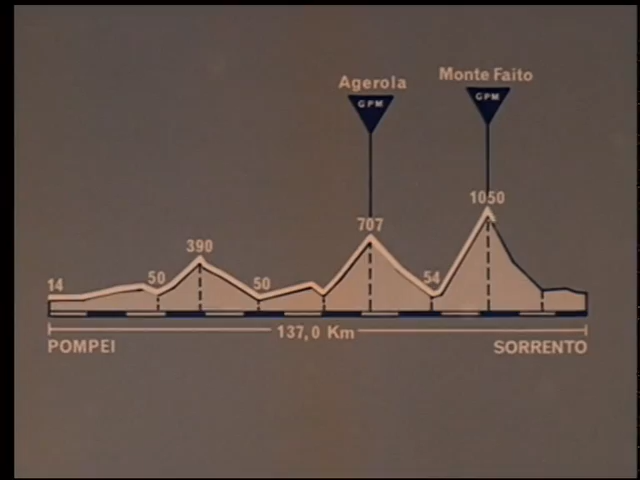 Agerola
Monte Faito
GPM
GPM
1050
707
390
14
50
50
54
137,0 Km
POMPEI
SORRENTO